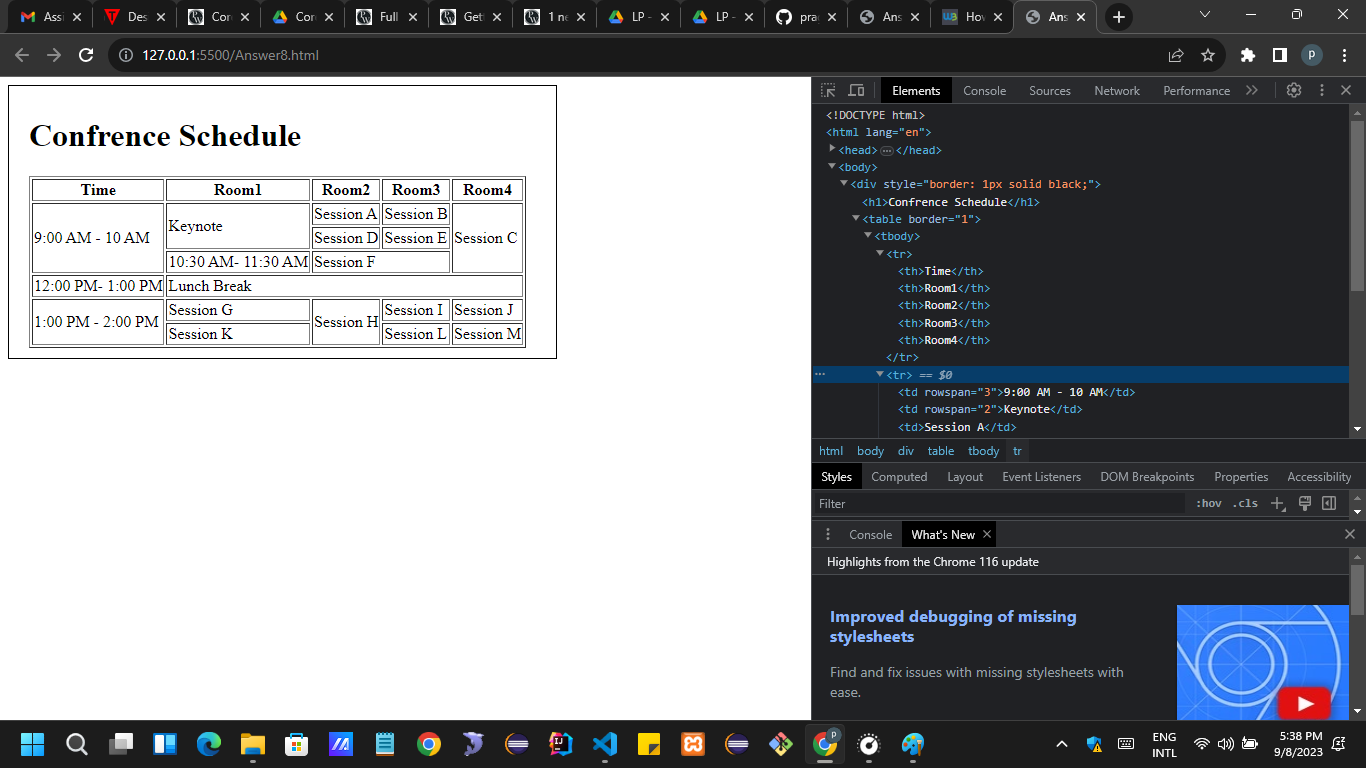 Assi
Des
Cor
Cor
Full
Get
1 ne
LP -
LP -
pra
Ans
Hov
Ans
127.0.0.1:5500/Answer8.html
p
Confrence Schedule
Time Room1 Room2 Room3 Room4
9:00 AM - 10 AM Keynote Session A Session B Session C
Session D Session E
10:30 AM- 11:30 AM Session F
12:00 PM- 1:00 PM Lunch Break
1:00 PM - 2:00 PM Session G Session H Session I Session J
Session K Session L Session M
Elements Console Sources Network Performance
<!DOCTYPE html>
<html lang="en">
<head> ⋯ </head>
<body>
<div style="border: 1px solid black;">
<h1>Confrence Schedule</h1>
<table border="1">
<tbody>
<tr>
<th>Time</th>
<th>Room1</th>
<th>Room2</th>
<th>Room3</th>
<th>Room4</th>
</tr>
<tr> == $0
<td rowspan="3">9:00 AM - 10 AM</td>
<td rowspan="2">Keynote</td>
<td>Session A</td>
html body div table tbody tr
Styles Computed Layout Event Listeners DOM Breakpoints Properties Accessibility
Filter :hov .cls
Console What's New
Highlights from the Chrome 116 update
Improved debugging of missing
stylesheets
Find and fix issues with missing stylesheets with
ease.
ENG
INTL
5:38 PM
9/8/2023